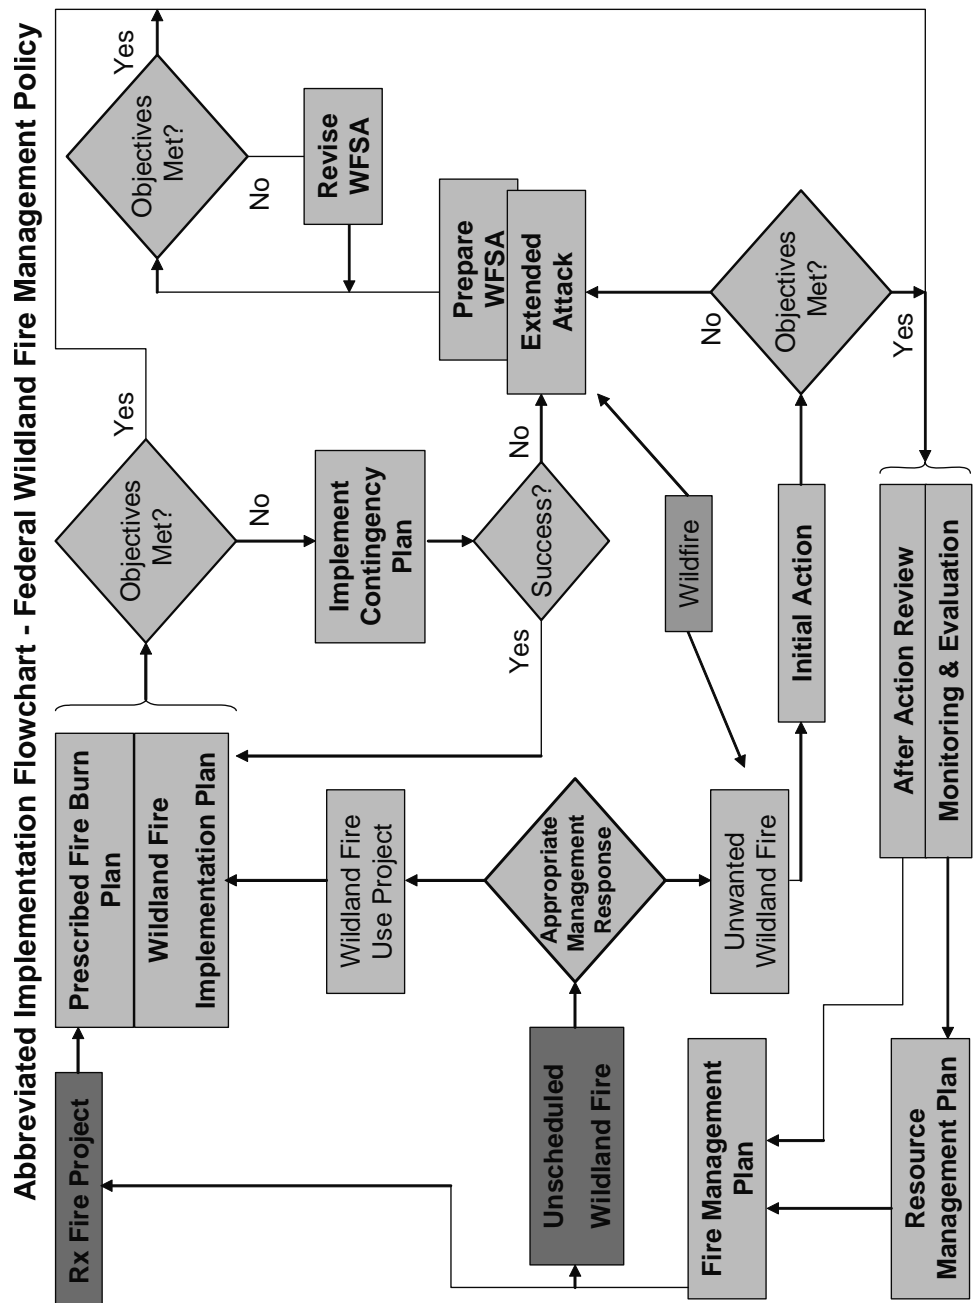 Abbreviated Implementation Flowchart - Federal Wildland Fire Management Policy
Rx Fire Project
Prescribed Fire Burn
Plan
Wildland Fire
Implementation Plan
Objectives
Met?
Yes
No
Objectives
Met?
Yes
No
Revise
WFSA
Implement
Contingency
Plan
Success?
Yes
No
Prepare
WFSA
Extended
Attack
Wildland Fire
Use Project
Unscheduled
Wildland Fire
Appropriate
Management
Response
Wildfire
Unwanted
Wildland Fire
Initial Action
Objectives
Met?
No
Yes
Fire Management
Plan
After Action Review
Monitoring & Evaluation
Resource
Management Plan